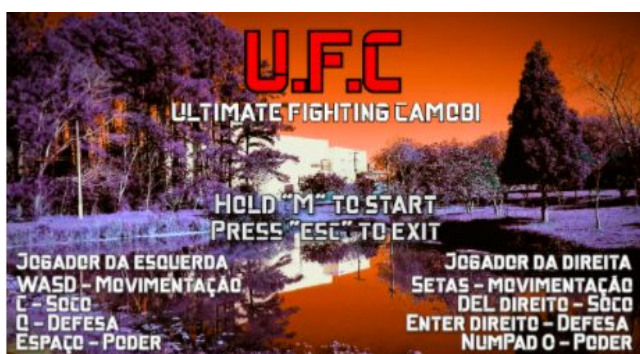 U.F.C
ULTIMATE FIGHTING CAMOBI
HOLD "M" TO START
PRESS "ESC" TO EXIT
JOGADOR DA ESQUERDA
WASD - MOVIMENTAÇÃO
C - SOCO
Q - DEFESA
ESPAÇO - PODER
JOGADOR DA DIREITA
SETAS - MOVIMENTAÇÃO
DEL DIREITO - SOCO
ENTER DIREITO - DEFESA
NUMPAD 0 - PODER